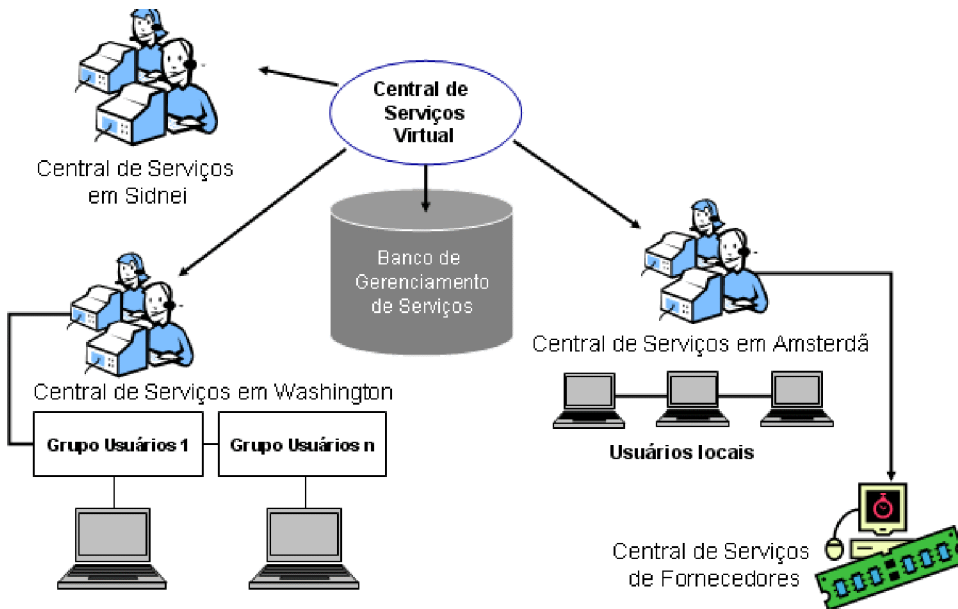 Central de
Serviços
Virtual
Central de Serviços
em Sidnei
Banco de
Gerenciamento
de Serviços
Central de Serviços em Amsterdã
Central de Serviços em Washington
Grupo Usuários 1
Grupo Usuários n
Usuários locais
Central de Serviços
de Fornecedores